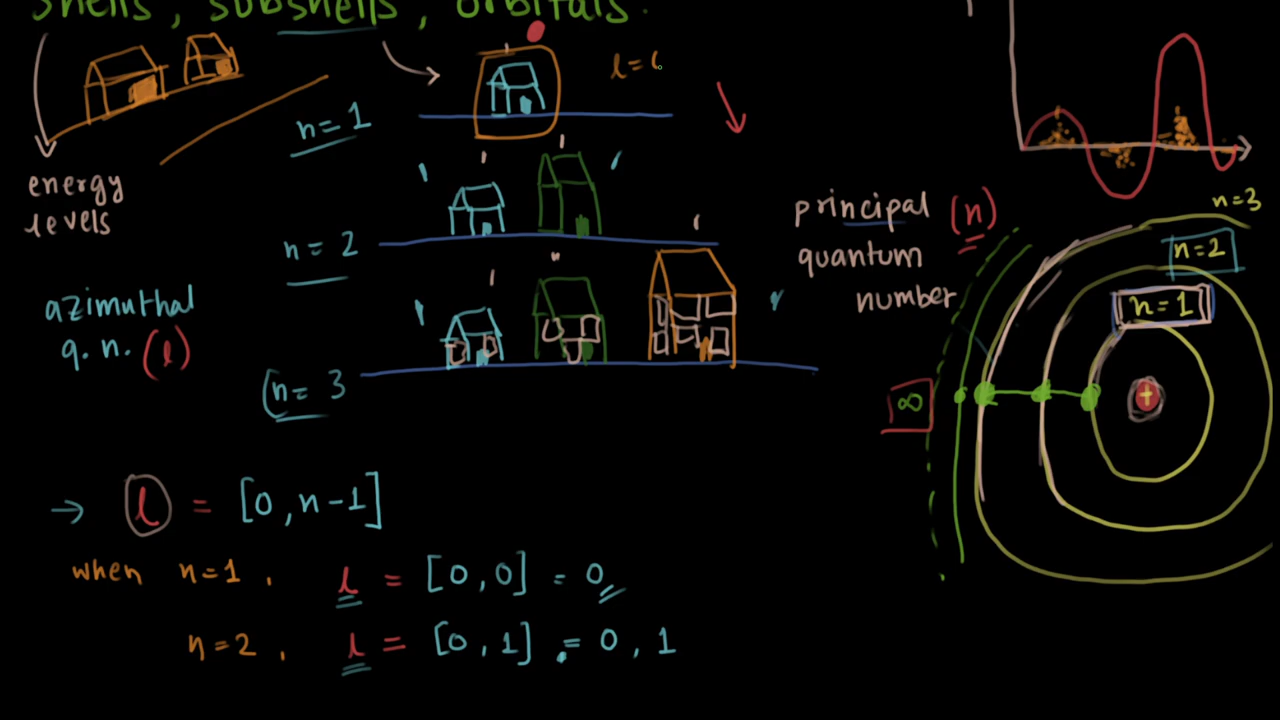 shells, subshells, orbitals.
l=
n=1
energy
levels
n=2
azimuthal
q. n. (l)
(n= 3
principal (n)
quantum
number
n=3
n=2
n=1
∞
+
→ l = [0, n-1]
when n=1, l = [0, 0] = 0
n=2, l = [0, 1] = 0, 1